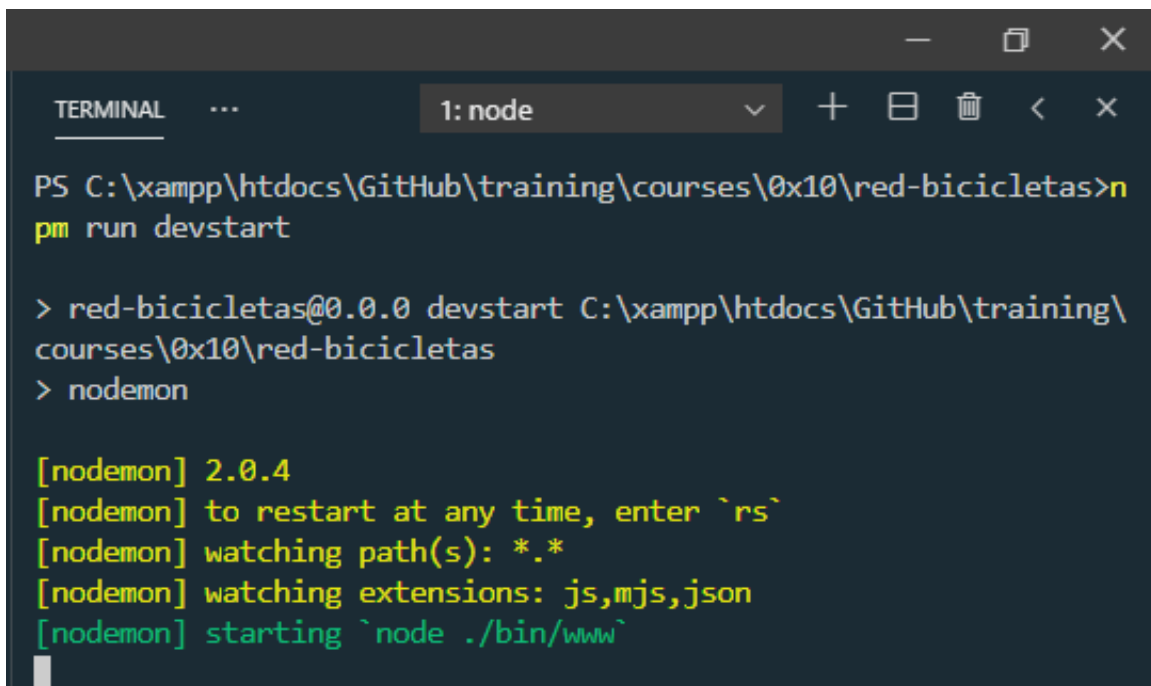 TERMINAL ... 1: node
PS C:\xampp\htdocs\GitHub\training\courses\0x10\red-bicicletas>n
pm run devstart
> red-bicicletas@0.0.0 devstart C:\xampp\htdocs\GitHub\training\
courses\0x10\red-bicicletas
> nodemon
[nodemon] 2.0.4
[nodemon] to restart at any time, enter `rs`
[nodemon] watching path(s): *.*
[nodemon] watching extensions: js,mjs,json
[nodemon] starting `node ./bin/www`